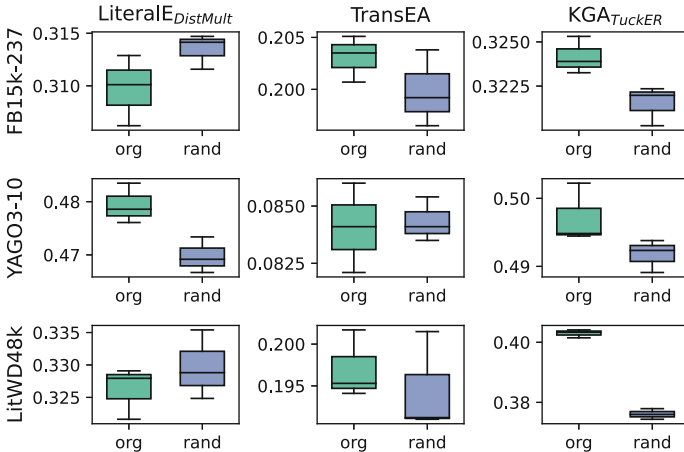 LiteralE_DistMult TransEA KGA_TuckER
FB15k-237
0.315 0.205 0.3250
0.310 0.200 0.3225
org rand org rand org rand
YAGO3-10
0.48 0.0850 0.50
0.47 0.0825 0.49
org rand org rand org rand
LitWD48k
0.335 0.200 0.40
0.330 0.195 0.38
0.325
org rand org rand org rand